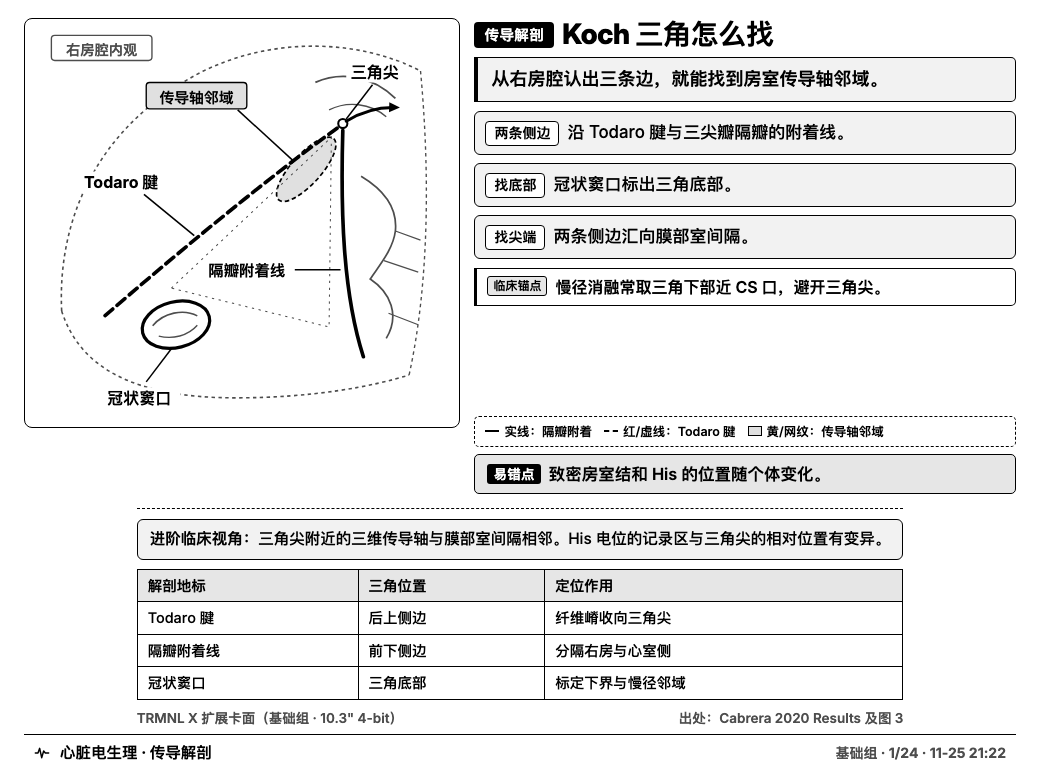 右房腔内观
三角尖
传导轴邻域
Todaro 腱
隔瓣附着线
冠状窦口
传导解剖 Koch 三角怎么找
从右房腔认出三条边，就能找到房室传导轴邻域。
两条侧边 沿 Todaro 腱与三尖瓣隔瓣的附着线。
找底部 冠状窦口标出三角底部。
找尖端 两条侧边汇向膜部室间隔。
临床锚点 慢径消融常取三角下部近 CS 口，避开三角尖。
实线：隔瓣附着 红/虚线：Todaro 腱 黄/网纹：传导轴邻域
易错点 致密房室结和 His 的位置随个体变化。
进阶临床视角：三角尖附近的三维传导轴与膜部室间隔相邻。His 电位的记录区与三角尖的相对位置有变异。
解剖地标 三角位置 定位作用
Todaro 腱 后上侧边 纤维嵴收向三角尖
隔瓣附着线 前下侧边 分隔右房与心室侧
冠状窦口 三角底部 标定下界与慢径邻域
TRMNL X 扩展卡面（基础组 · 10.3" 4-bit） 出处：Cabrera 2020 Results 及图 3
心脏电生理 · 传导解剖 基础组 · 1/24 · 11-25 21:22